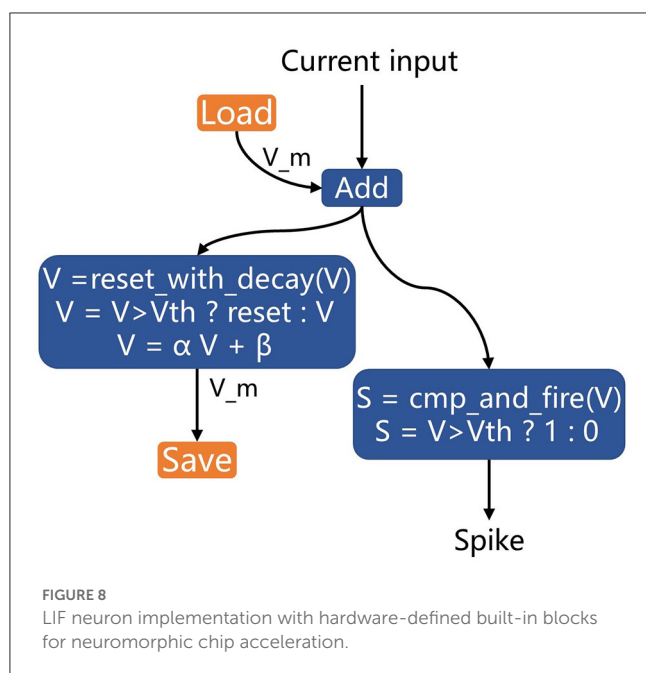 Current input
Load
V_m
Add
V =reset_with_decay(V)
V = V>Vth ? reset : V
V = α V + β
V_m
S = cmp_and_fire(V)
S = V>Vth ? 1 : 0
Save
Spike
FIGURE 8
LIF neuron implementation with hardware-defined built-in blocks
for neuromorphic chip acceleration.